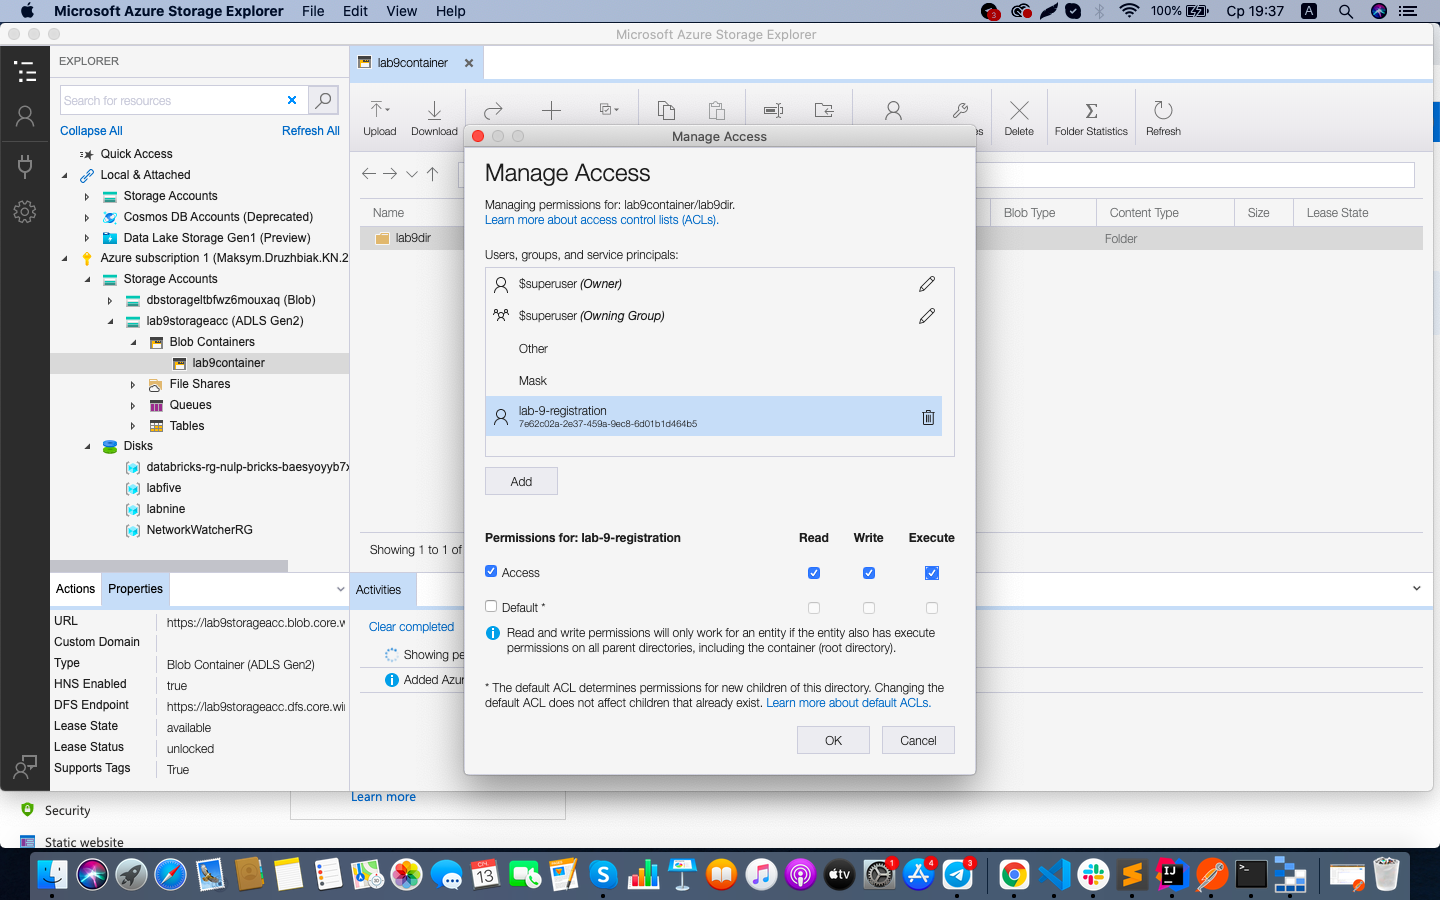 Microsoft Azure Storage Explorer File Edit View Help
3
100%
Ср 19:37
A
Microsoft Azure Storage Explorer
EXPLORER
Search for resources
Collapse All
Refresh All
Quick Access
Local & Attached
Storage Accounts
Cosmos DB Accounts (Deprecated)
Data Lake Storage Gen1 (Preview)
Azure subscription 1 (Maksym.Druzhbiak.KN.2
Storage Accounts
dbstorageltbfwz6mouxaq (Blob)
lab9storageacc (ADLS Gen2)
Blob Containers
lab9container
File Shares
Queues
Tables
Disks
databricks-rg-nulp-bricks-baesyoyyb7x
labfive
labnine
NetworkWatcherRG
Actions
Properties
URL https://lab9storageacc.blob.core.w
Custom Domain
Type Blob Container (ADLS Gen2)
HNS Enabled true
DFS Endpoint https://lab9storageacc.dfs.core.wi
Lease State available
Lease Status unlocked
Supports Tags True
lab9container
Upload
Download
Delete
Folder Statistics
Refresh
Name
Blob Type
Content Type
Size
Lease State
lab9dir
Folder
Showing 1 to 1 of
Activities
Clear completed
Showing pe
Added Azur
Manage Access
Manage Access
Managing permissions for: lab9container/lab9dir.
Learn more about access control lists (ACLs).
Users, groups, and service principals:
$superuser (Owner)
$superuser (Owning Group)
Other
Mask
lab-9-registration
7e62c02a-2e37-459a-9ec8-6d01b1d464b5
Add
Permissions for: lab-9-registration Read Write Execute
Access
Default *
Read and write permissions will only work for an entity if the entity also has execute
permissions on all parent directories, including the container (root directory).
* The default ACL determines permissions for new children of this directory. Changing the
default ACL does not affect children that already exist. Learn more about default ACLs.
OK
Cancel
Learn more
Security
Static website
13
tv
1
4
3
IJ